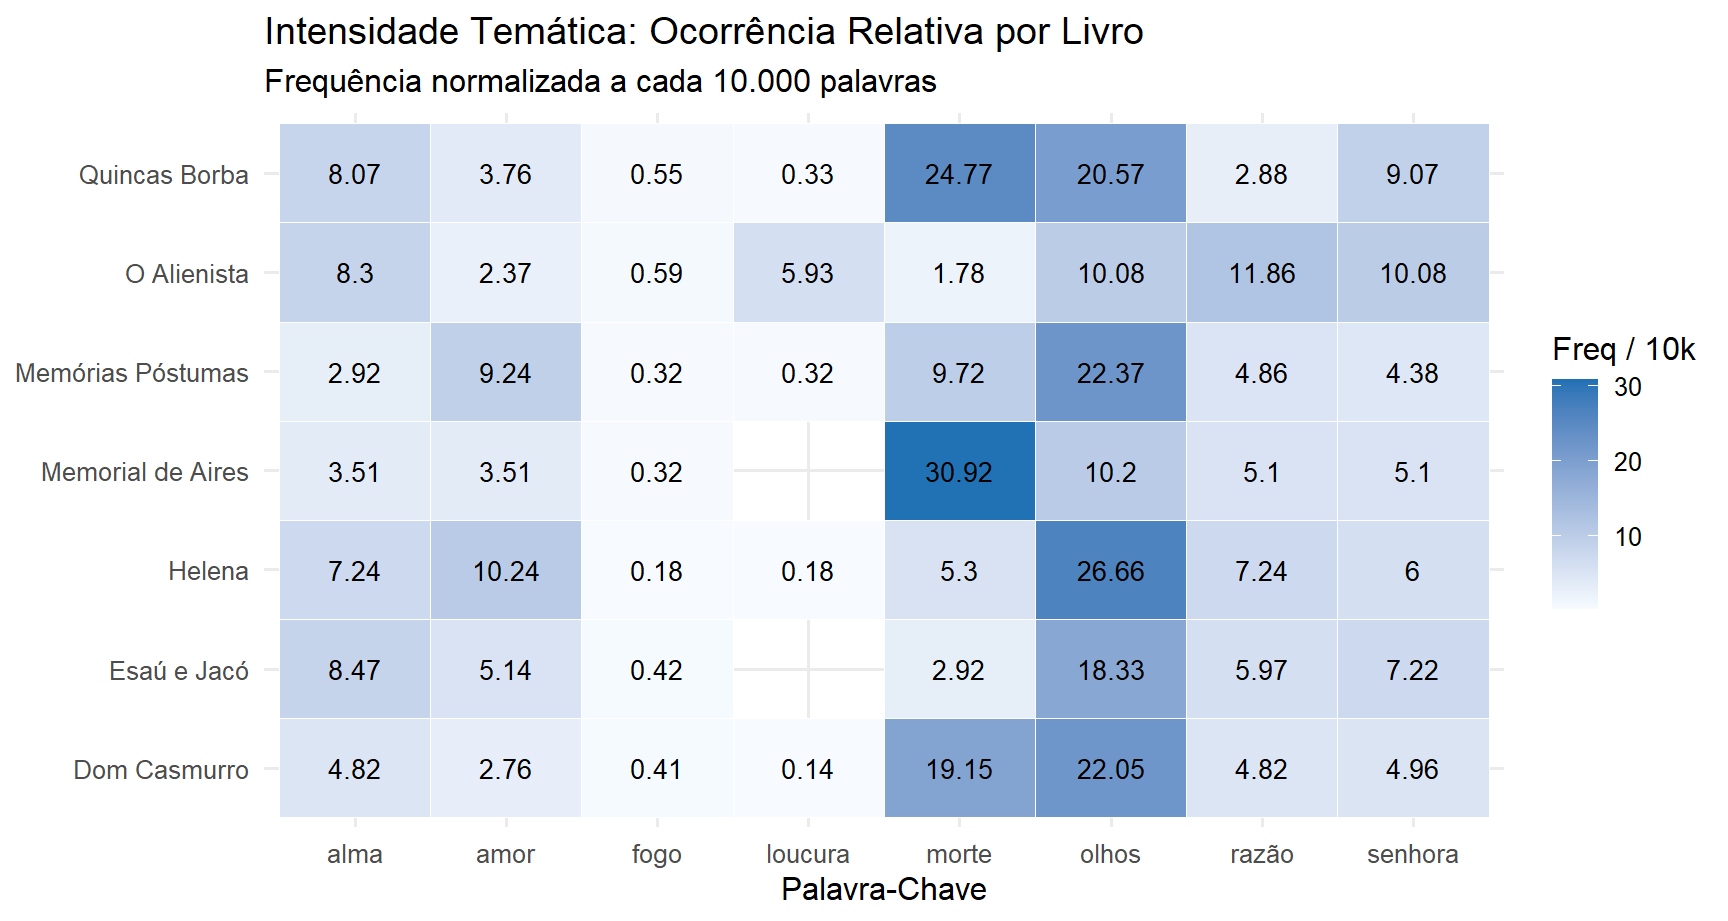 Intensidade Temática: Ocorrência Relativa por Livro
Frequência normalizada a cada 10.000 palavras
Quincas Borba 8.07 3.76 0.55 0.33 24.77 20.57 2.88 9.07
O Alienista 8.3 2.37 0.59 5.93 1.78 10.08 11.86 10.08
Memórias Póstumas 2.92 9.24 0.32 0.32 9.72 22.37 4.86 4.38
Memorial de Aires 3.51 3.51 0.32 30.92 10.2 5.1 5.1
Helena 7.24 10.24 0.18 0.18 5.3 26.66 7.24 6
Esaú e Jacó 8.47 5.14 0.42 2.92 18.33 5.97 7.22
Dom Casmurro 4.82 2.76 0.41 0.14 19.15 22.05 4.82 4.96
alma amor fogo loucura morte olhos razão senhora
Palavra-Chave
Freq / 10k
30
20
10